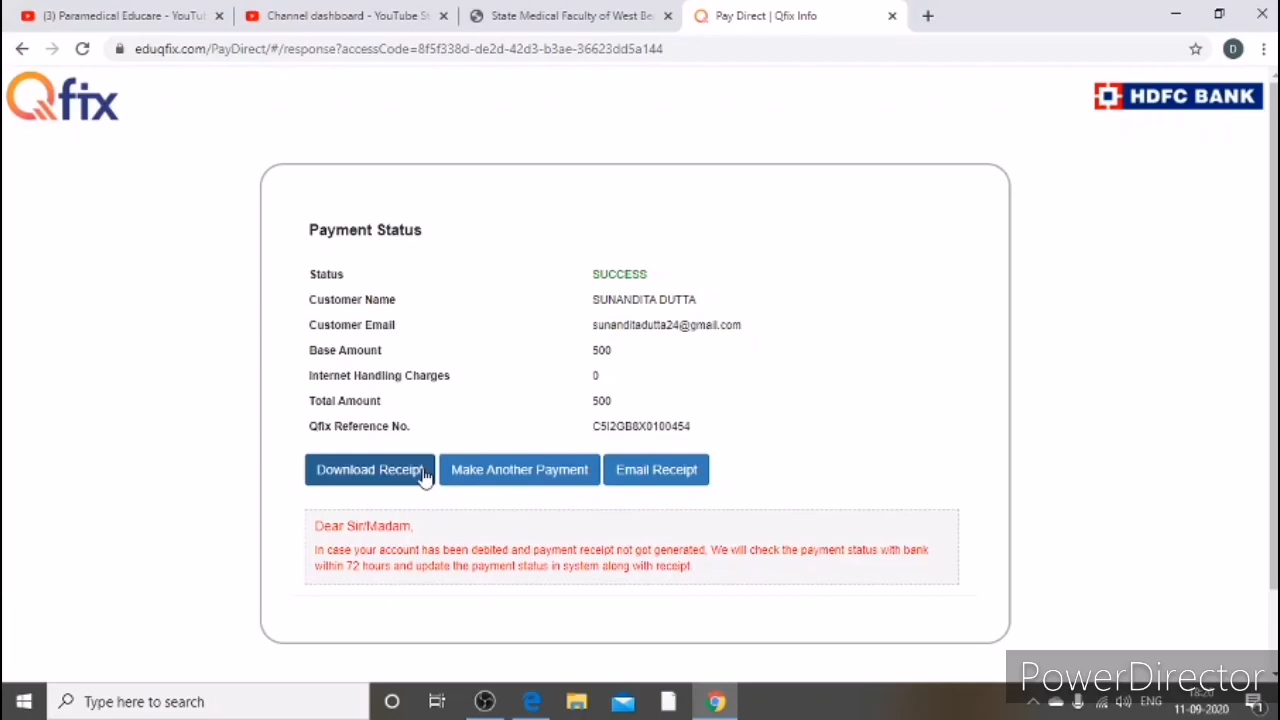 (3) Paramedical Educare - YouTub
Channel dashboard - YouTube St
State Medical Faculty of West Be
Pay Direct | Qfix Info
eduqfix.com/PayDirect/#/response?accessCode=8f5f338d-de2d-42d3-b3ae-36623dd5a144
D
Qfix
HDFC BANK
Payment Status
Status SUCCESS
Customer Name SUNANDITA DUTTA
Customer Email sunanditadutta24@gmail.com
Base Amount 500
Internet Handling Charges 0
Total Amount 500
Qfix Reference No. C5I2GB8X0100454
Download Receipt Make Another Payment Email Receipt
Dear Sir/Madam,
In case your account has been debited and payment receipt not got generated, We will check the payment status with bank
within 72 hours and update the payment status in system along with receipt
PowerDirector
Type here to search
ENG
18:20
11-09-2020